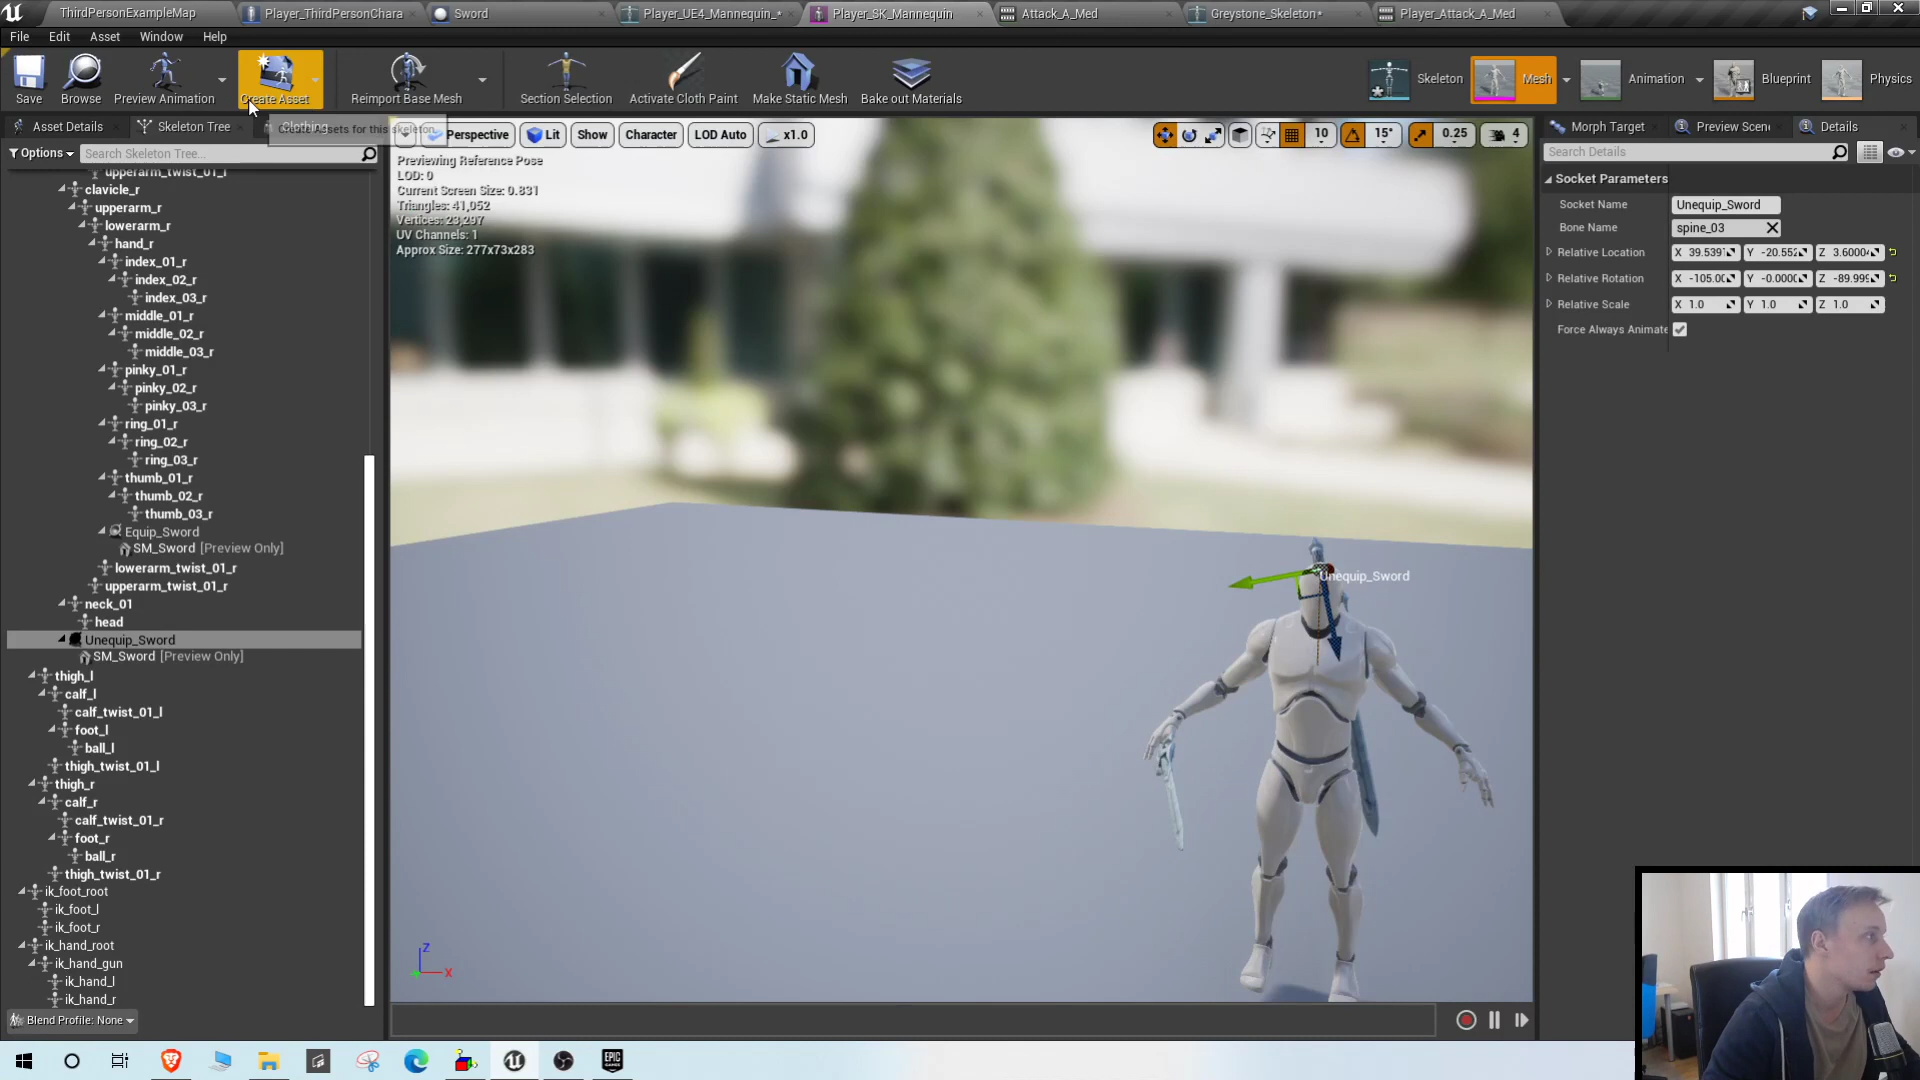 ThirdPersonExampleMap
Player_ThirdPersonChara
Sword
Player_UE4_Mannequin_*
Player_SK_Mannequin
Attack_A_Med
Greystone_Skeleton*
Player_Attack_A_Med
File
Edit
Asset
Window
Help
Save
Browse
Preview Animation
Create Asset
Reimport Base Mesh
Section Selection
Activate Cloth Paint
Make Static Mesh
Bake out Materials
Skeleton
Mesh
Animation
Blueprint
Physics
Asset Details
Skeleton Tree
Clothing
Create Assets for this skeleton.
Options
Search Skeleton Tree...
upperarm_twist_01_l
clavicle_r
upperarm_r
lowerarm_r
hand_r
index_01_r
index_02_r
index_03_r
middle_01_r
middle_02_r
middle_03_r
pinky_01_r
pinky_02_r
pinky_03_r
ring_01_r
ring_02_r
ring_03_r
thumb_01_r
thumb_02_r
thumb_03_r
Equip_Sword
SM_Sword [Preview Only]
lowerarm_twist_01_r
upperarm_twist_01_r
neck_01
head
Unequip_Sword
SM_Sword [Preview Only]
thigh_l
calf_l
calf_twist_01_l
foot_l
ball_l
thigh_twist_01_l
thigh_r
calf_r
calf_twist_01_r
foot_r
ball_r
thigh_twist_01_r
ik_foot_root
ik_foot_l
ik_foot_r
ik_hand_root
ik_hand_gun
ik_hand_l
ik_hand_r
Blend Profile: None
Perspective
Lit
Show
Character
LOD Auto
x1.0
10
15°
0.25
4
Previewing Reference Pose
LOD: 0
Current Screen Size: 0.831
Triangles: 41,052
Vertices: 23,297
UV Channels: 1
Approx Size: 277x73x283
Unequip_Sword
Z
X
Morph Target
Preview Scen
Details
Search Details
Socket Parameters
Socket Name
Unequip_Sword
Bone Name
spine_03
Relative Location
X 39.539 Y -20.552 Z 3.6000
Relative Rotation
X -105.00 Y -0.0000 Z -89.999
Relative Scale
X 1.0 Y 1.0 Z 1.0
Force Always Animate
EPIC